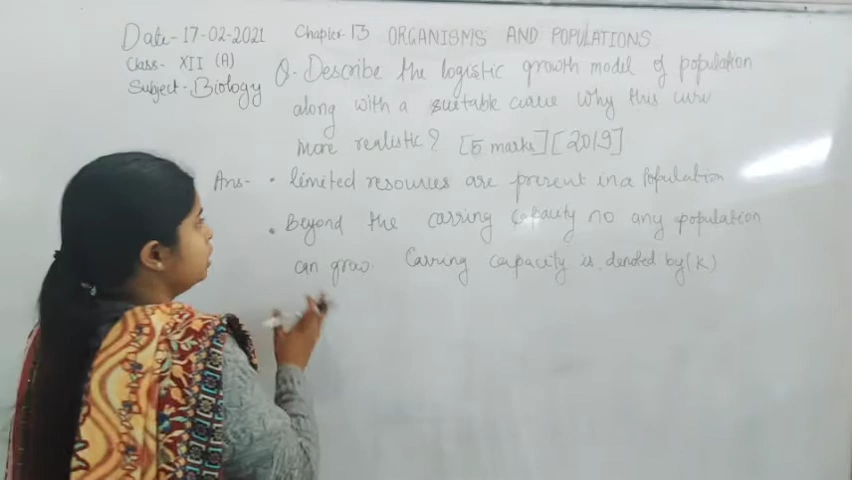 Date-17-02-2021 Chapter-13 ORGANISMS AND POPULATIONS
Class- XII (A)
Subject-Biology
Q. Describe the logistic growth model of population
along with a suitable curve why this curv
more realistic? [5 marks] [2019]
Ans- • limited resources are present in a population
• Beyond the carring capacity no any population
can grow. Carring capacity is denoted by (K)